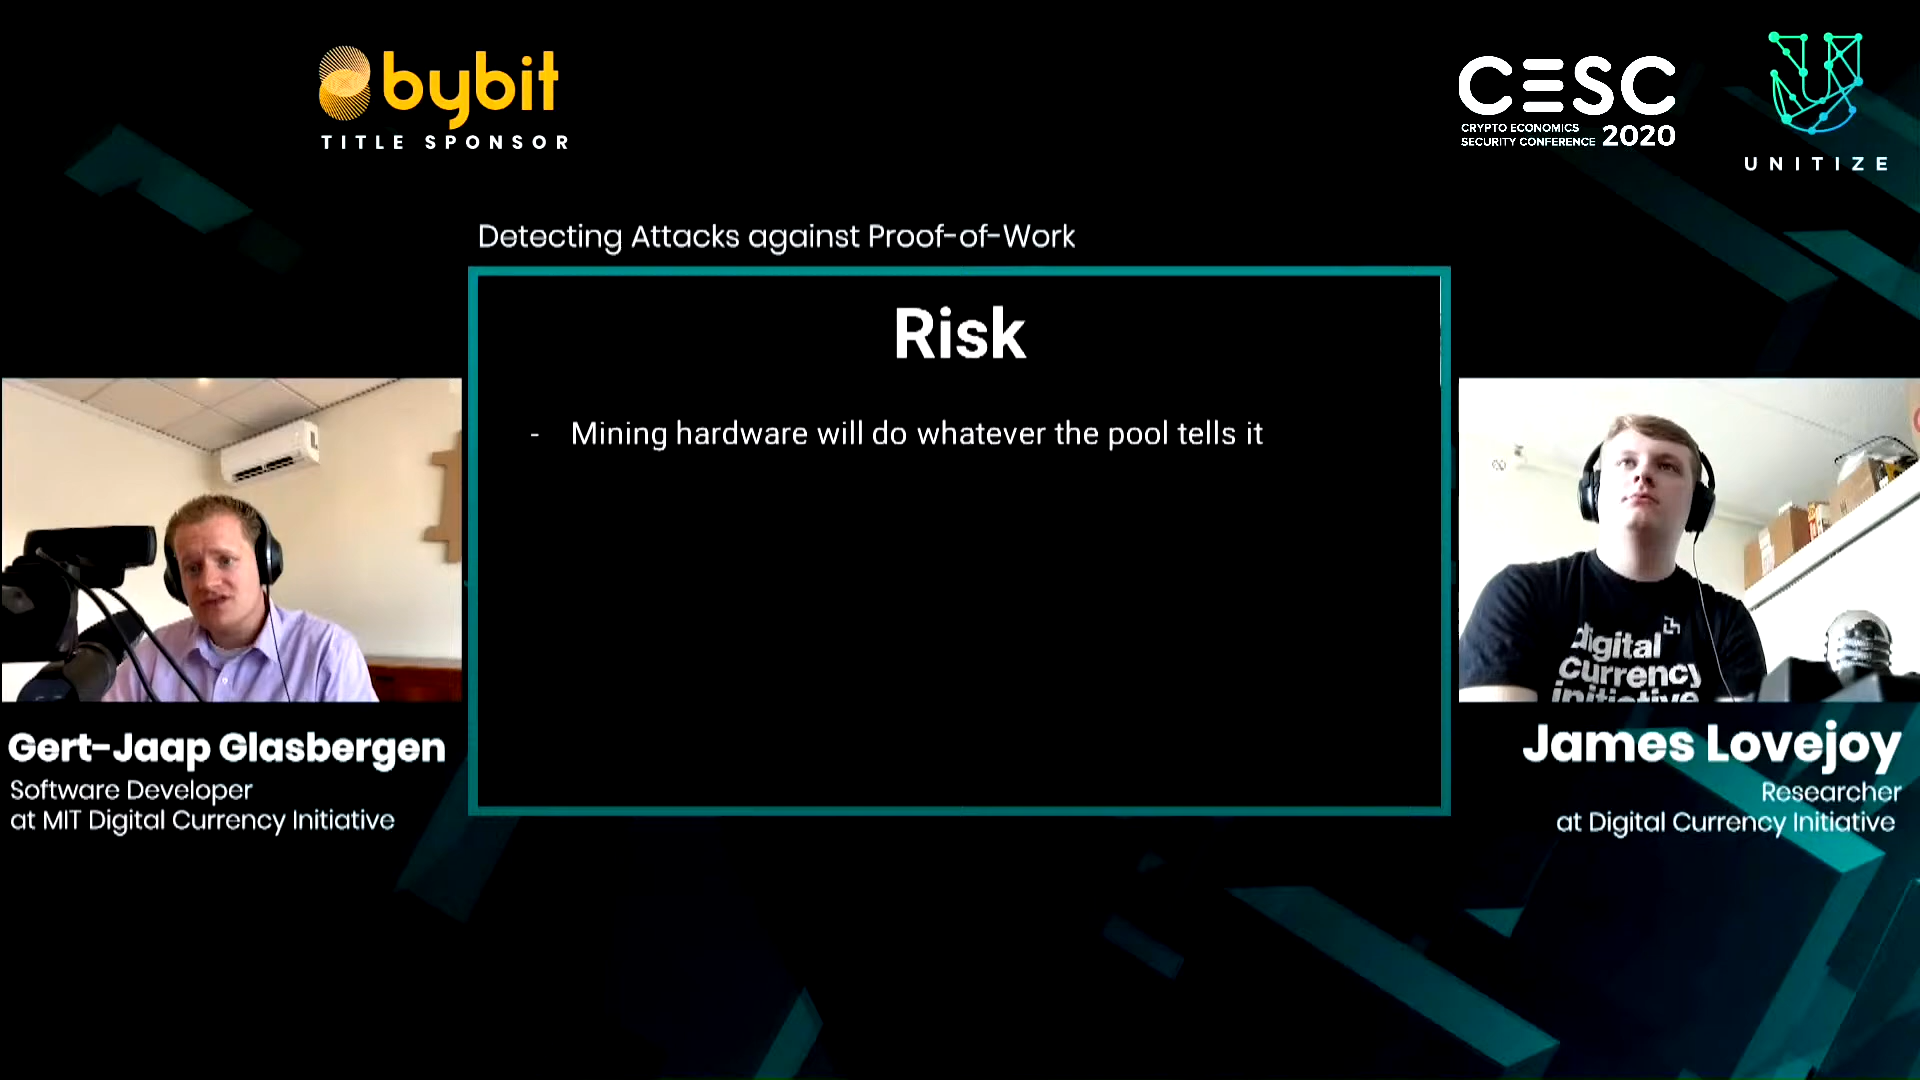 bybit
TITLE SPONSOR
CESC
CRYPTO ECONOMICS
SECURITY CONFERENCE 2020
UNITIZE
Detecting Attacks against Proof-of-Work
Risk
- Mining hardware will do whatever the pool tells it
digital
currency
initiative
Gert-Jaap Glasbergen
Software Developer
at MIT Digital Currency Initiative
James Lovejoy
Researcher
at Digital Currency Initiative